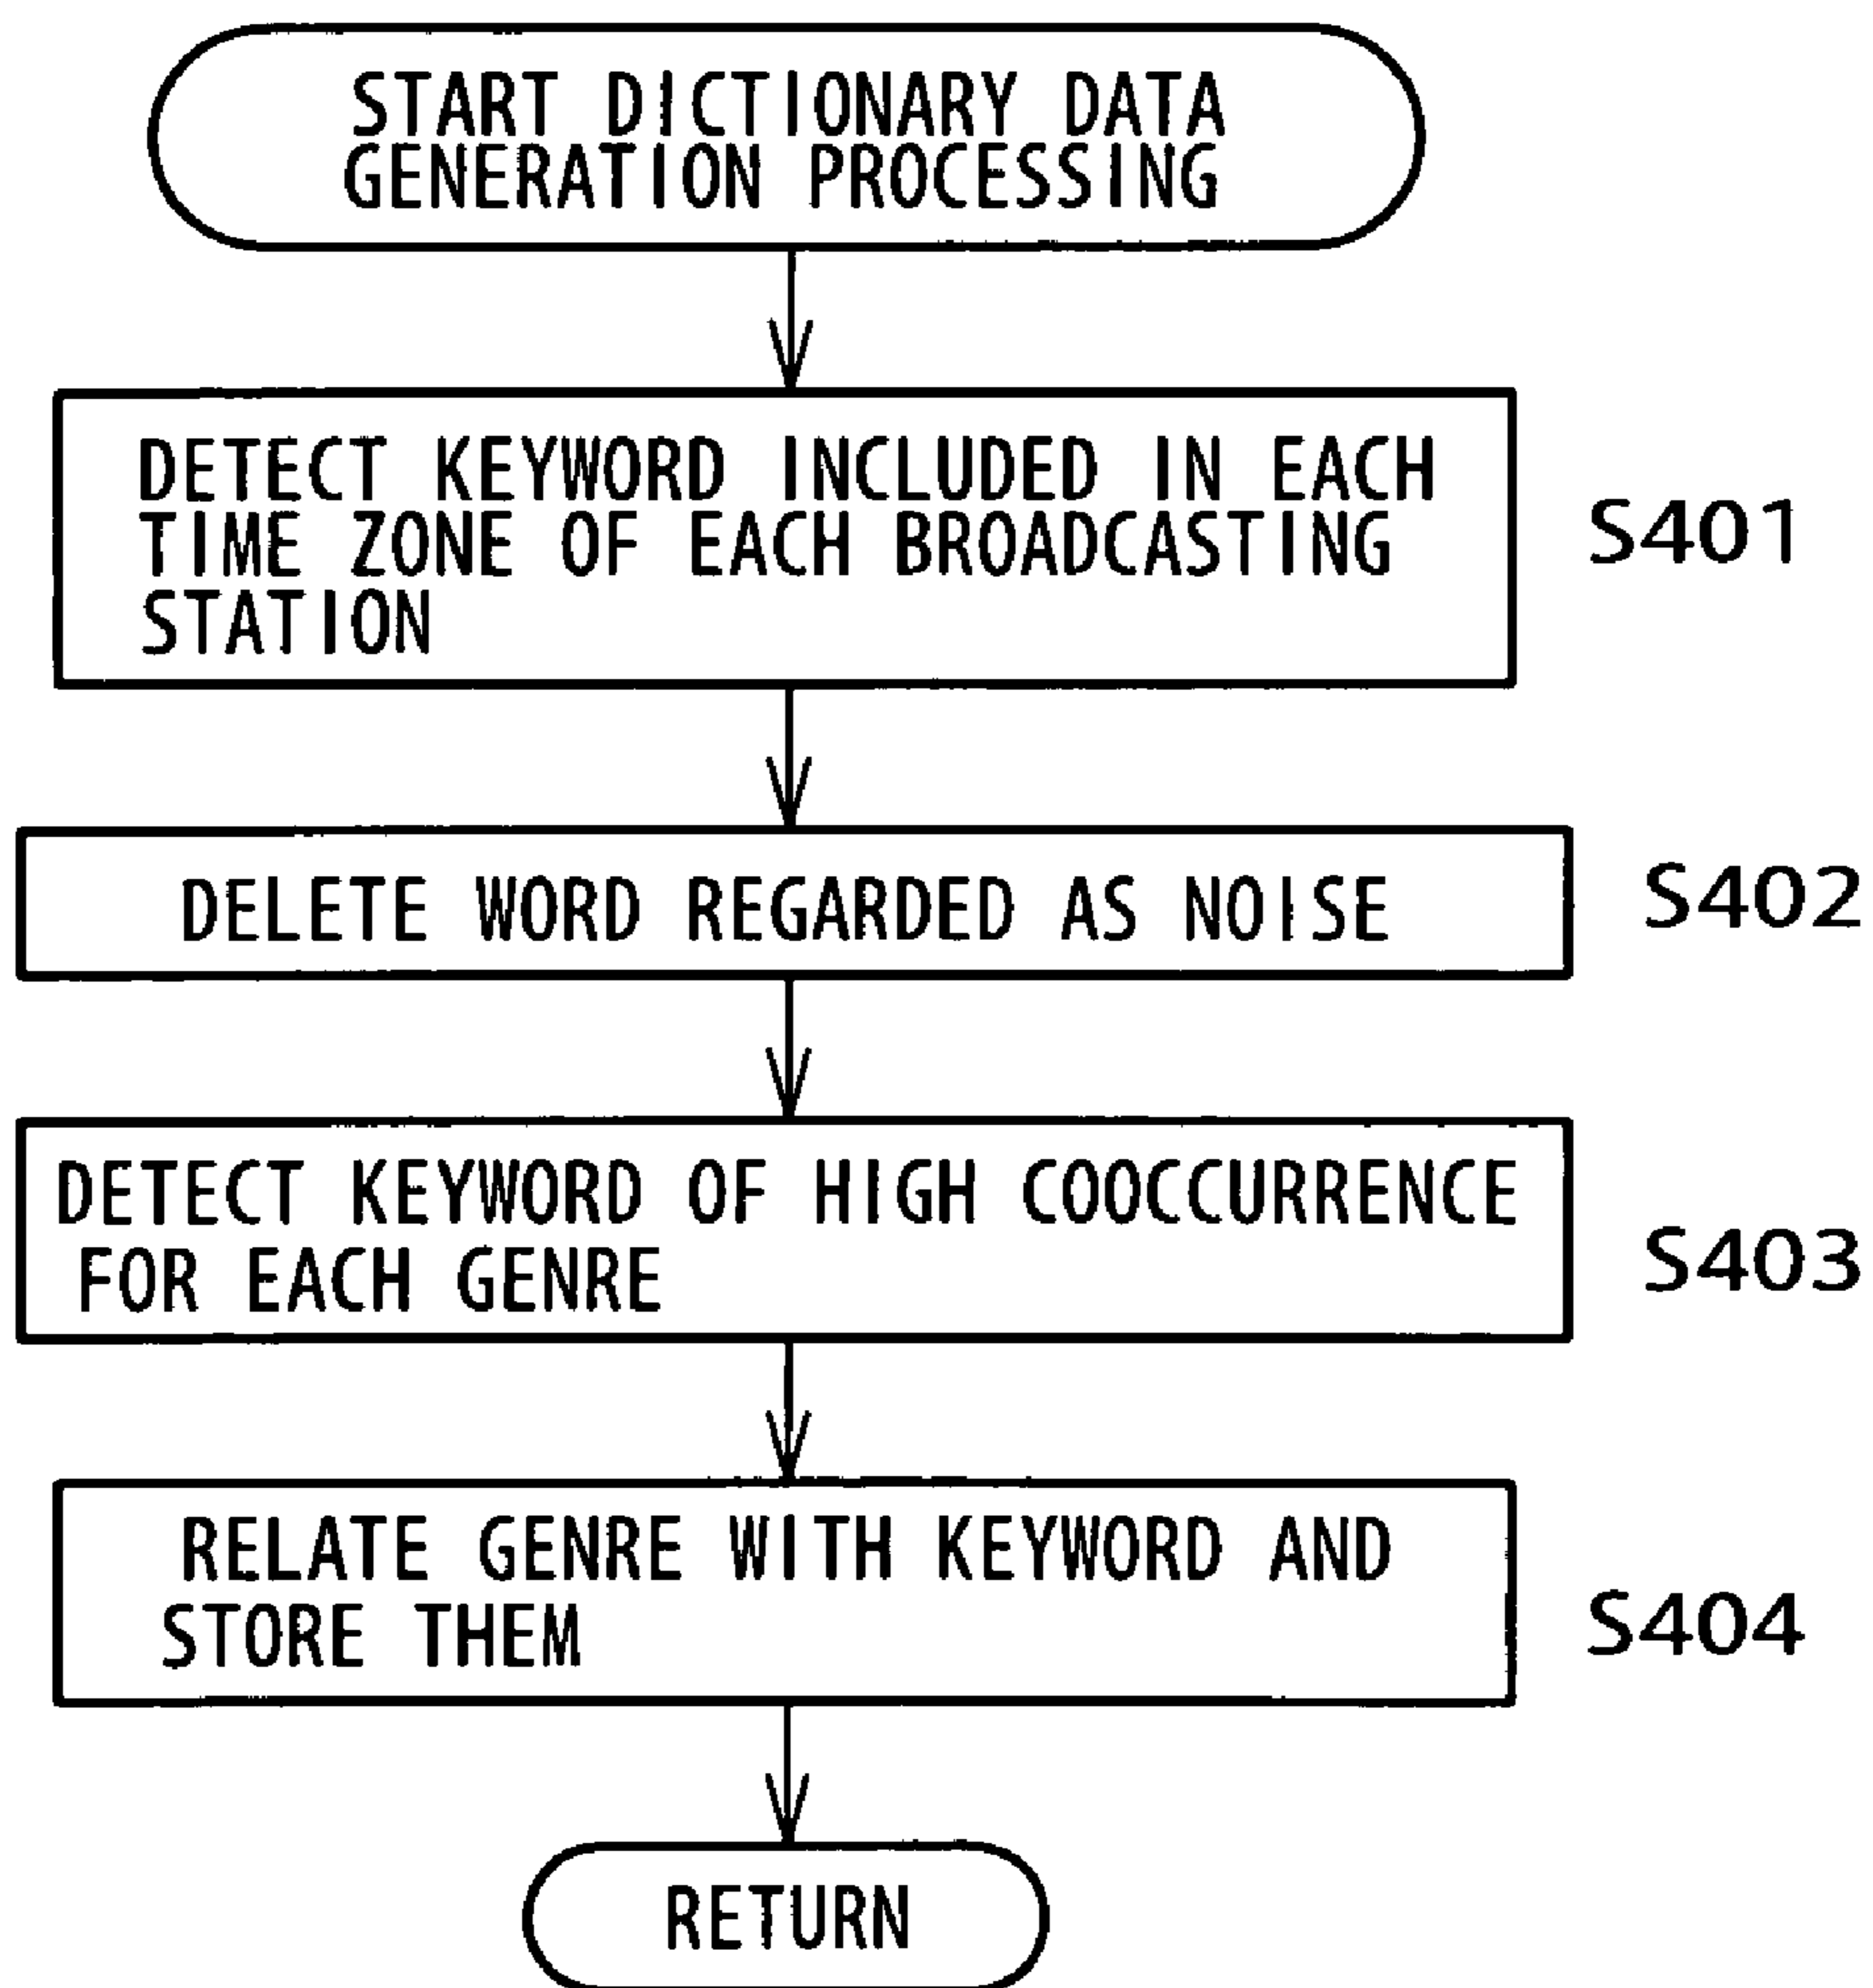 START DICTIONARY DATA
GENERATION PROCESSING
DETECT KEYWORD INCLUDED IN EACH
TIME ZONE OF EACH BROADCASTING
STATION
S401
DELETE WORD REGARDED AS NOISE
S402
DETECT KEYWORD OF HIGH COOCCURRENCE
FOR EACH GENRE
S403
RELATE GENRE WITH KEYWORD AND
STORE THEM
S404
RETURN